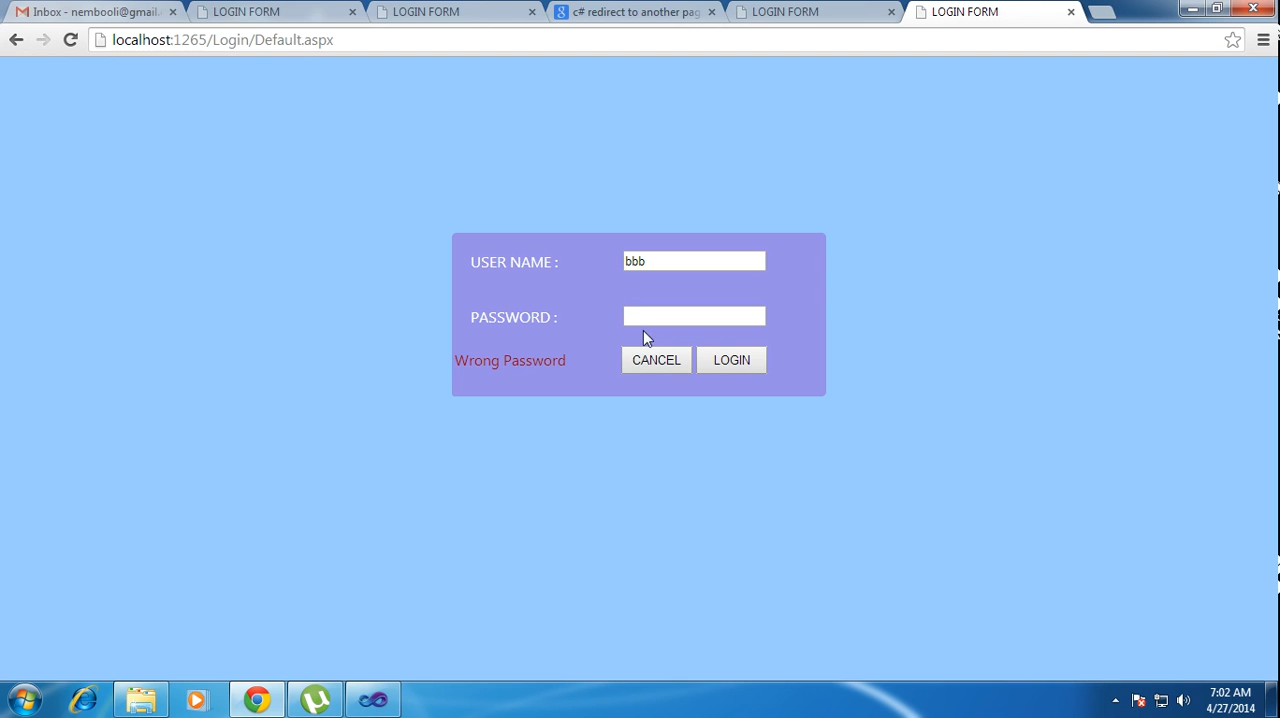 Inbox - nembooli@gmail.
LOGIN FORM
LOGIN FORM
c# redirect to another pag
LOGIN FORM
LOGIN FORM
localhost:1265/Login/Default.aspx
USER NAME :
bbb
PASSWORD :
Wrong Password
CANCEL
LOGIN
7:02 AM
4/27/2014